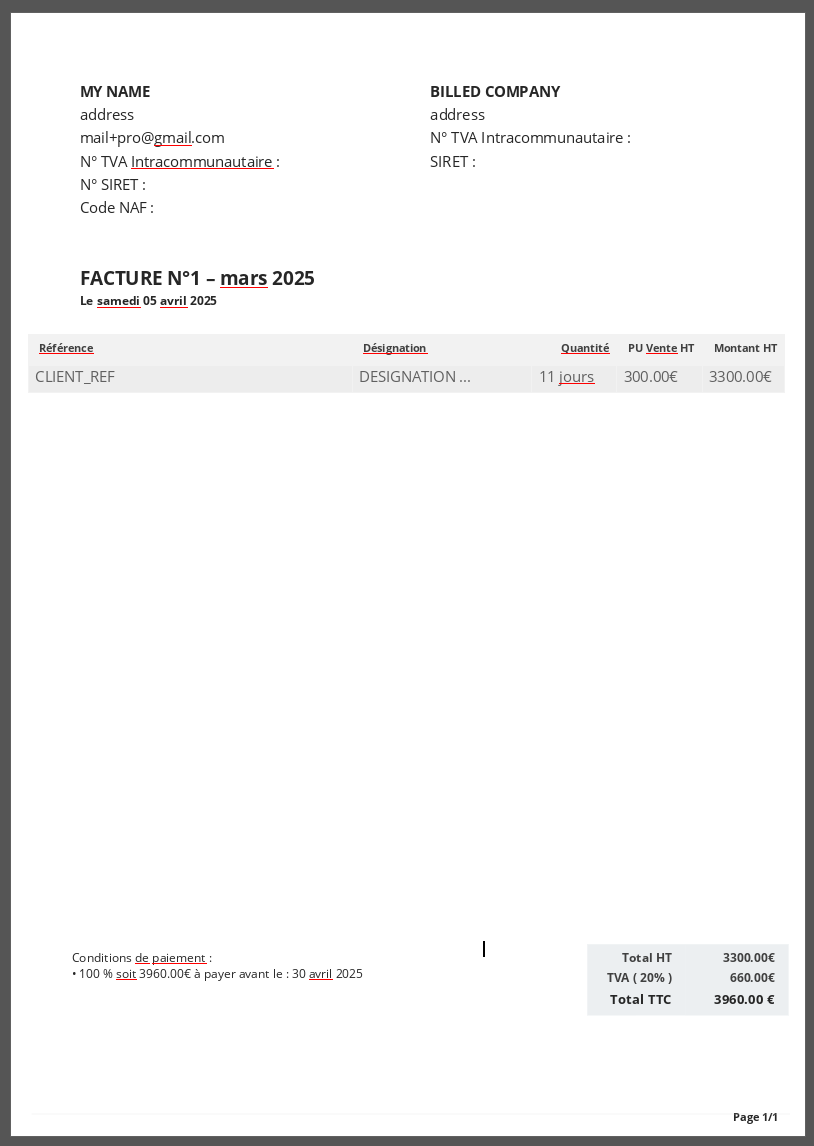 MY NAME
address
mail+pro@gmail.com
N° TVA Intracommunautaire :
N° SIRET :
Code NAF :
BILLED COMPANY
address
N° TVA Intracommunautaire :
SIRET :
FACTURE N°1 – mars 2025
Le samedi 05 avril 2025
Référence Désignation Quantité PU Vente HT Montant HT
CLIENT_REF DESIGNATION ... 11 jours 300.00€ 3300.00€
Conditions de paiement :
• 100 % soit 3960.00€ à payer avant le : 30 avril 2025
Total HT 3300.00€
TVA ( 20% ) 660.00€
Total TTC 3960.00 €
Page 1/1